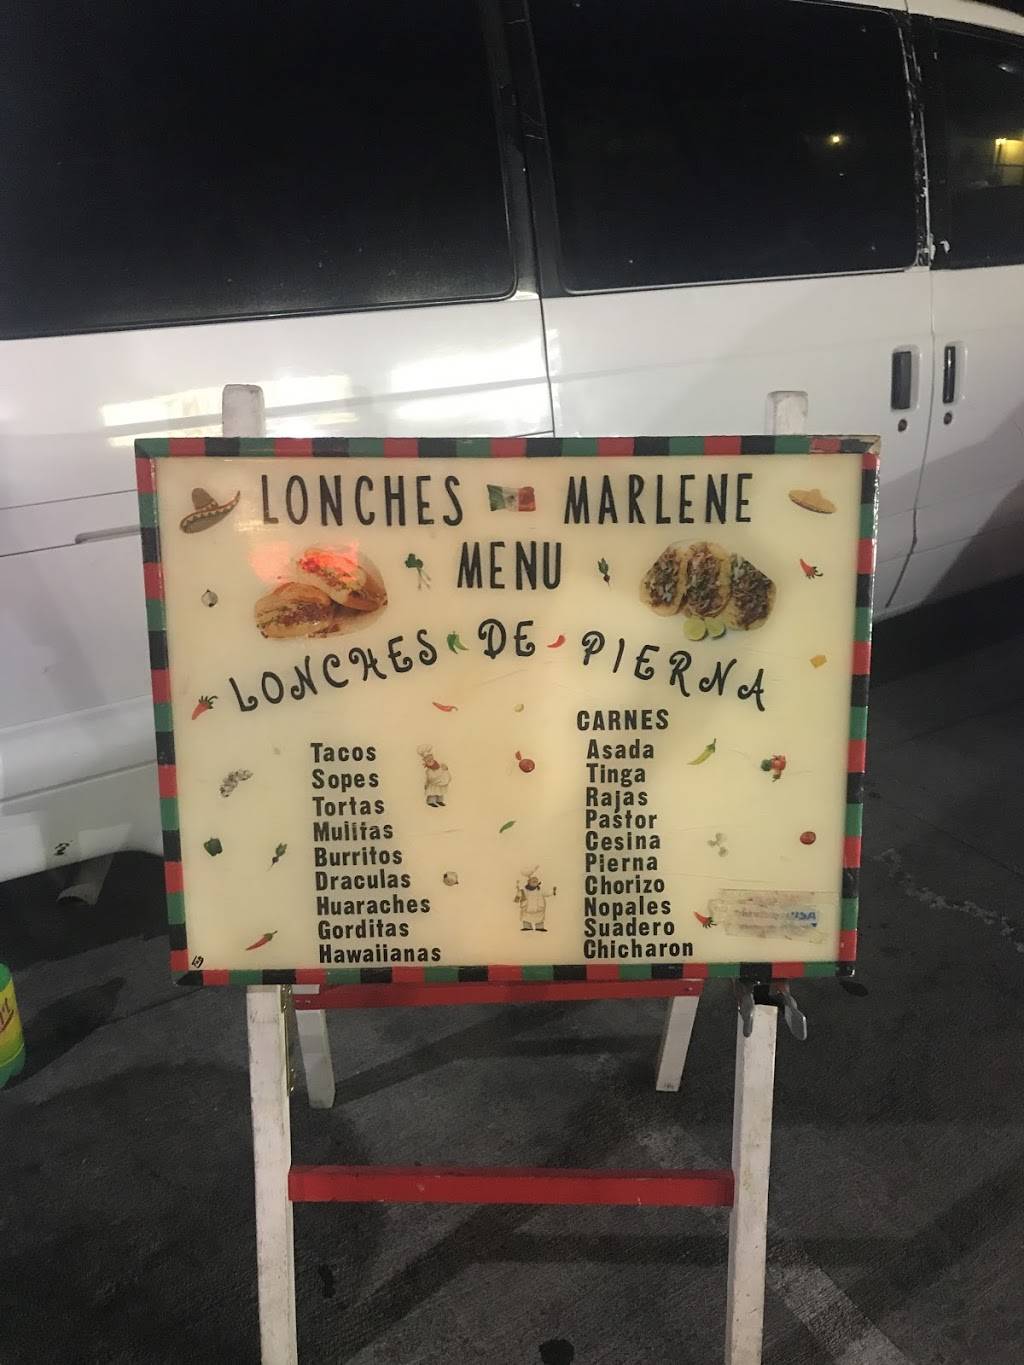 LONCHES MARLENE
MENU
LONCHES DE PIERNA
Tacos
Sopes
Tortas
Mulitas
Burritos
Draculas
Huaraches
Gorditas
Hawaiianas
CARNES
Asada
Tinga
Rajas
Pastor
Cesina
Pierna
Chorizo
Nopales
Suadero
Chicharon